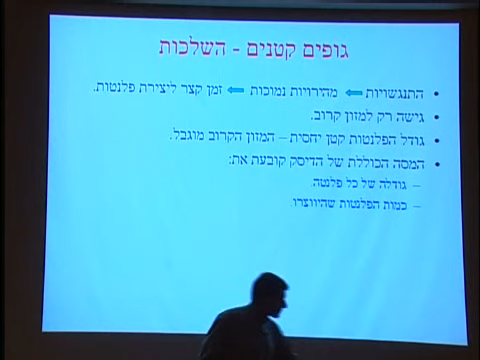 גופים קטנים - השלכות
• התנגשויות ⇐ מהירויות נמוכות ⇐ זמן קצר ליצירת פלנטות.
• גישה רק למזון קרוב.
• גודל הפלנטות קטן יחסית – המזון הקרוב מוגבל.
• המסה הכוללת של הדיסק קובעת את:
– גודלה של כל פלנטה.
– כמות הפלנטות שהיווצרו.